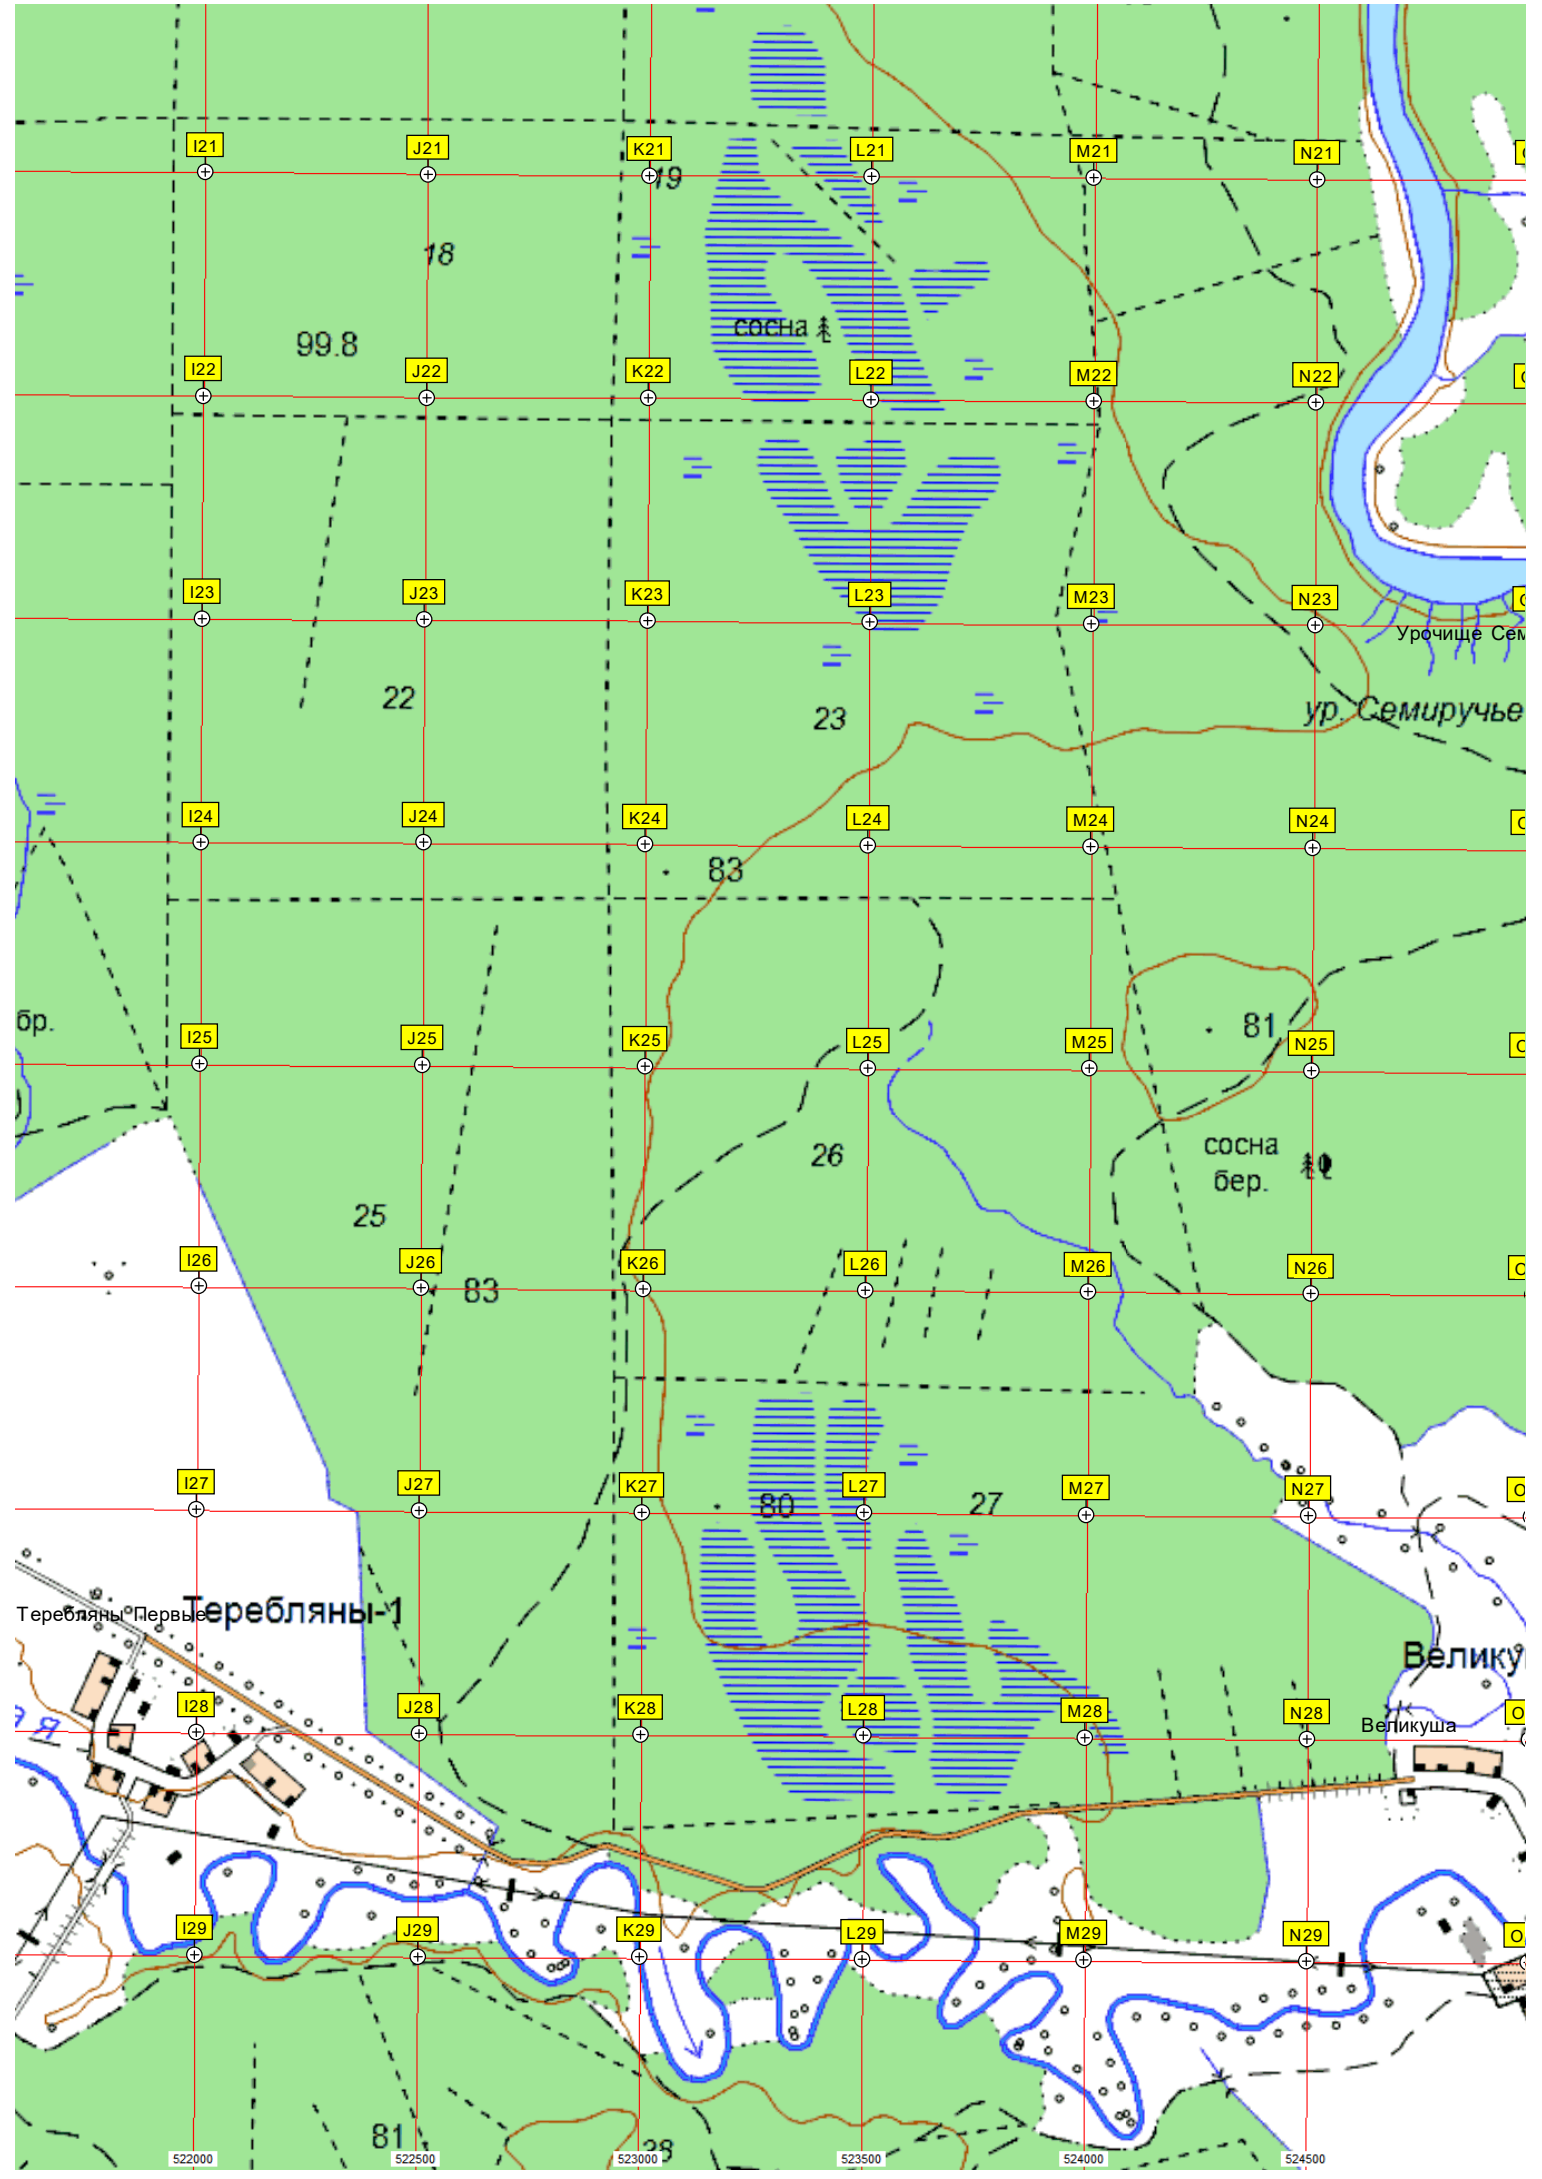 I21 J21 K21 L21 M21 N21
19
18
99.8
сосна
I22 J22 K22 L22 M22 N22
I23 J23 K23 L23 M23 N23
Урочище Сем
22
23
ур. Семиручье
I24 J24 K24 L24 M24 N24
83
бр.
81
I25 J25 K25 L25 M25 N25
26
сосна
бер.
25
I26 J26 K26 L26 M26 N26
83
I27 J27 K27 L27 M27 N27
80
27
Теребляны Первые
Теребляны-1
Велику
I28 J28 K28 L28 M28 N28
Великуша
ая
I29 J29 K29 L29 M29 N29
81
28
522000 522500 523000 523500 524000 524500